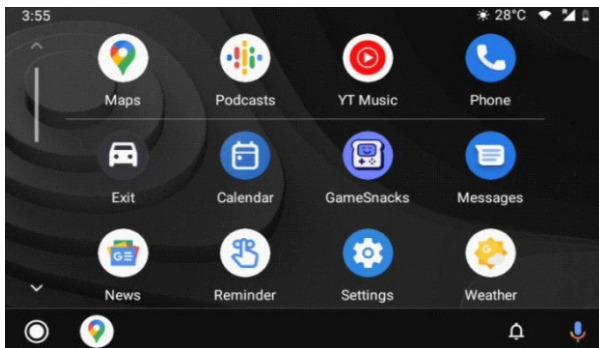 3:55 28°C
Maps Podcasts YT Music Phone
Exit Calendar GameSnacks Messages
News Reminder Settings Weather